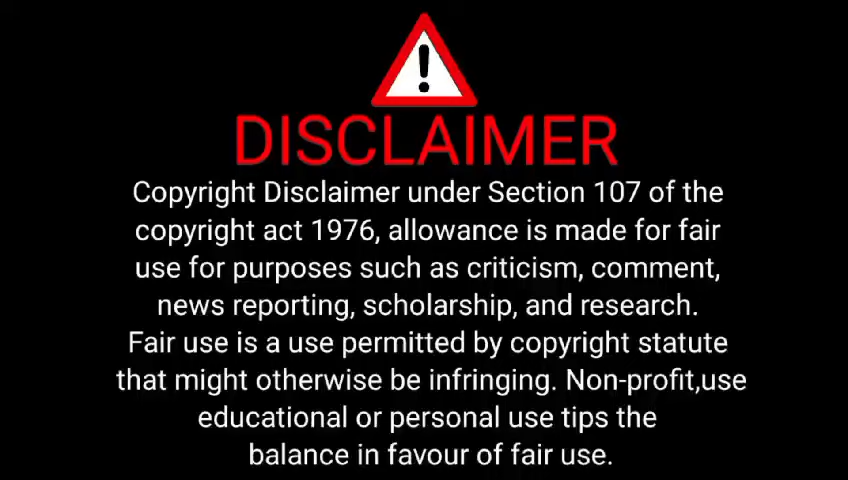 DISCLAIMER
Copyright Disclaimer under Section 107 of the
copyright act 1976, allowance is made for fair
use for purposes such as criticism, comment,
news reporting, scholarship, and research.
Fair use is a use permitted by copyright statute
that might otherwise be infringing. Non-profit,use
educational or personal use tips the
balance in favour of fair use.